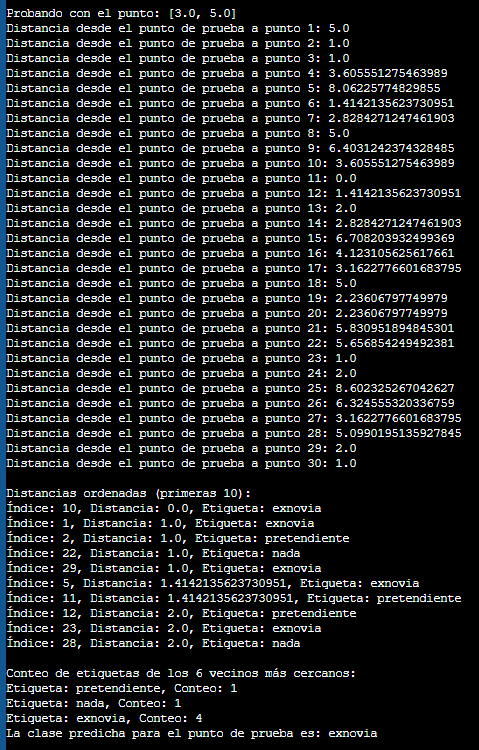 Probando con el punto: [3.0, 5.0]
Distancia desde el punto de prueba a punto 1: 5.0
Distancia desde el punto de prueba a punto 2: 1.0
Distancia desde el punto de prueba a punto 3: 1.0
Distancia desde el punto de prueba a punto 4: 3.605551275463989
Distancia desde el punto de prueba a punto 5: 8.06225774829855
Distancia desde el punto de prueba a punto 6: 1.4142135623730951
Distancia desde el punto de prueba a punto 7: 2.8284271247461903
Distancia desde el punto de prueba a punto 8: 5.0
Distancia desde el punto de prueba a punto 9: 6.4031242374328485
Distancia desde el punto de prueba a punto 10: 3.605551275463989
Distancia desde el punto de prueba a punto 11: 0.0
Distancia desde el punto de prueba a punto 12: 1.4142135623730951
Distancia desde el punto de prueba a punto 13: 2.0
Distancia desde el punto de prueba a punto 14: 2.8284271247461903
Distancia desde el punto de prueba a punto 15: 6.708203932499369
Distancia desde el punto de prueba a punto 16: 4.123105625617661
Distancia desde el punto de prueba a punto 17: 3.1622776601683795
Distancia desde el punto de prueba a punto 18: 5.0
Distancia desde el punto de prueba a punto 19: 2.23606797749979
Distancia desde el punto de prueba a punto 20: 2.23606797749979
Distancia desde el punto de prueba a punto 21: 5.830951894845301
Distancia desde el punto de prueba a punto 22: 5.656854249492381
Distancia desde el punto de prueba a punto 23: 1.0
Distancia desde el punto de prueba a punto 24: 2.0
Distancia desde el punto de prueba a punto 25: 8.602325267042627
Distancia desde el punto de prueba a punto 26: 6.324555320336759
Distancia desde el punto de prueba a punto 27: 3.1622776601683795
Distancia desde el punto de prueba a punto 28: 5.0990195135927845
Distancia desde el punto de prueba a punto 29: 2.0
Distancia desde el punto de prueba a punto 30: 1.0
Distancias ordenadas (primeras 10):
Índice: 10, Distancia: 0.0, Etiqueta: exnovia
Índice: 1, Distancia: 1.0, Etiqueta: exnovia
Índice: 2, Distancia: 1.0, Etiqueta: pretendiente
Índice: 22, Distancia: 1.0, Etiqueta: nada
Índice: 29, Distancia: 1.0, Etiqueta: exnovia
Índice: 5, Distancia: 1.4142135623730951, Etiqueta: exnovia
Índice: 11, Distancia: 1.4142135623730951, Etiqueta: pretendiente
Índice: 12, Distancia: 2.0, Etiqueta: pretendiente
Índice: 23, Distancia: 2.0, Etiqueta: exnovia
Índice: 28, Distancia: 2.0, Etiqueta: nada
Conteo de etiquetas de los 6 vecinos más cercanos:
Etiqueta: pretendiente, Conteo: 1
Etiqueta: nada, Conteo: 1
Etiqueta: exnovia, Conteo: 4
La clase predicha para el punto de prueba es: exnovia